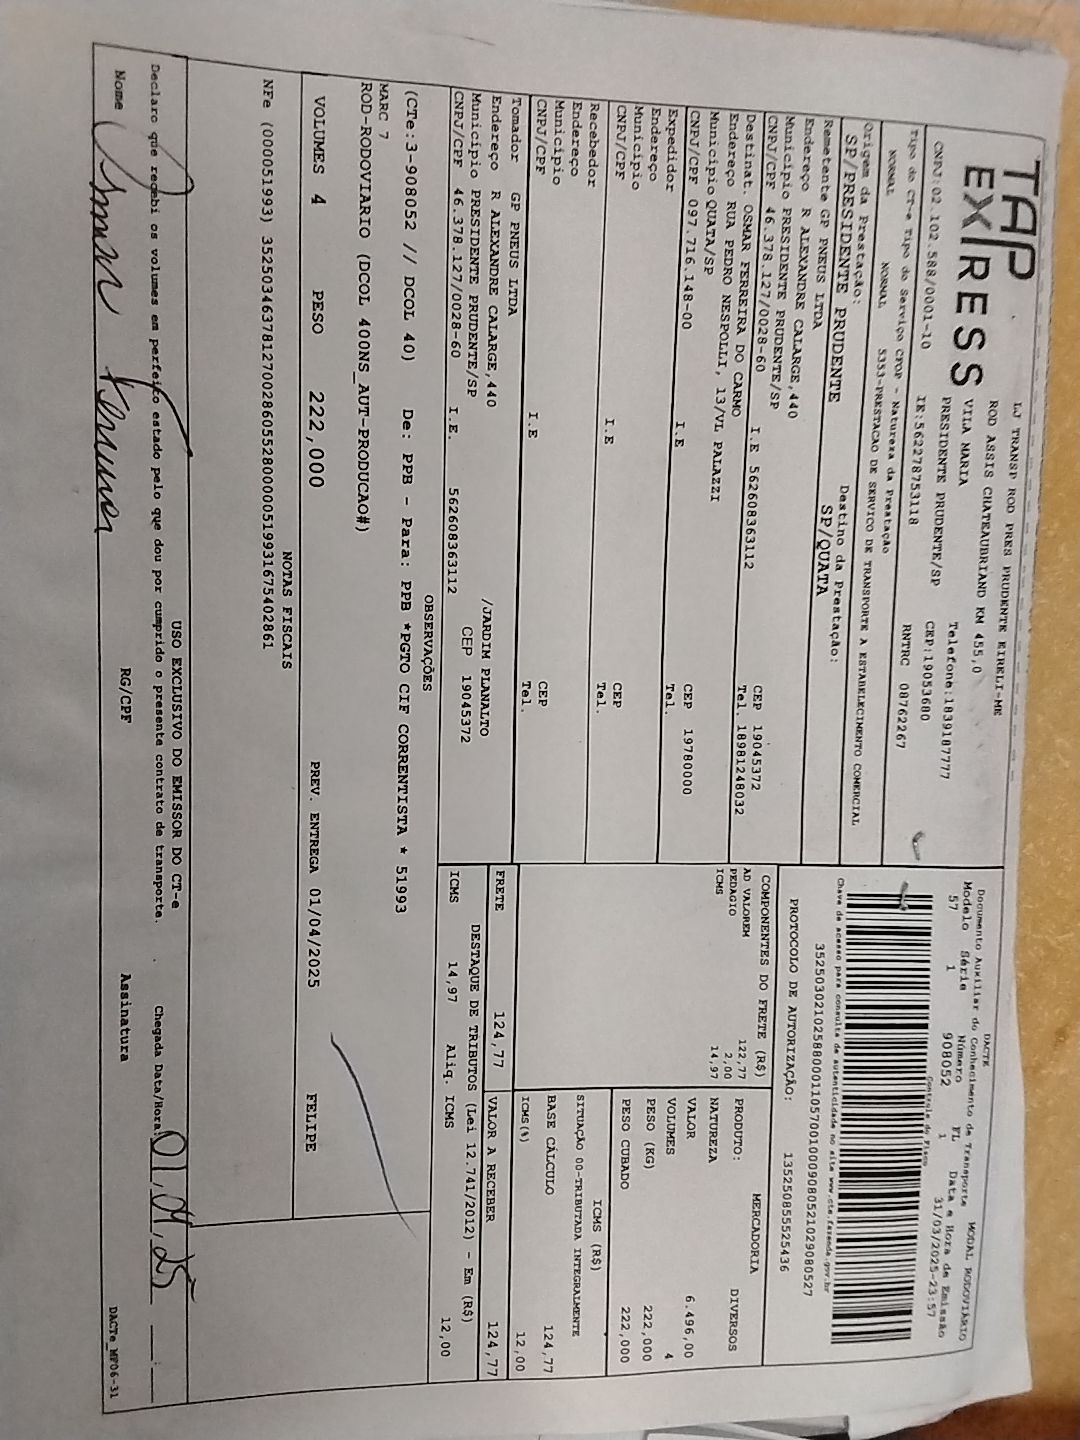 TAP
EXPRESS
LJ TRANSP ROD PRES PRUDENTE EIRELI-ME
ROD ASSIS CHATEAUBRIAND KM 455,0
VILA MARIA
Telefone:1839187777
PRESIDENTE PRUDENTE/SP
CEP:19053680
CNPJ:02.102.588/0001-10
IE:562278753118
RNTRC 08762267
Tipo do CT-e Tipo do Serviço CFOP - Natureza da Prestação
NORMAL NORMAL 5353-PRESTACAO DE SERVICO DE TRANSPORTE A ESTABELECIMENTO COMERCIAL
Origem da Prestação: Destino da Prestação:
SP/PRESIDENTE PRUDENTE SP/QUATA
DACTE
Documento Auxiliar do Conhecimento de Transporte
MODAL RODOVIÁRIO
Modelo Série Número FL Data e Hora de Emissão
57 1 908052 1 31/03/2025-23:57
Controle do Fisco
Chave de acesso para consulta de autenticidade no site www.cte.fazenda.gov.br
35250302102588000110570010009080521029080527
PROTOCOLO DE AUTORIZAÇÃO: 135250855525436
Remetente GP PNEUS LTDA
Endereço R ALEXANDRE CALARGE,440
Município PRESIDENTE PRUDENTE/SP CEP 19045372
CNPJ/CPF 46.378.127/0028-60 I.E 562608363112 Tel. 18981248032
Destinat. OSMAR FERREIRA DO CARMO
Endereço RUA PEDRO NESPOLLI, 13/VL PALAZZI
Município QUATA/SP CEP 19780000
CNPJ/CPF 097.716.148-00 I.E Tel.
Expedidor
Endereço
Município CEP
CNPJ/CPF I.E Tel.
Recebedor
Endereço
Município CEP
CNPJ/CPF I.E Tel.
Tomador GP PNEUS LTDA
Endereço R ALEXANDRE CALARGE,440 /JARDIM PLANALTO
Município PRESIDENTE PRUDENTE/SP CEP 19045372
CNPJ/CPF 46.378.127/0028-60 I.E. 562608363112
COMPONENTES DO FRETE (R$)
AD VALOREM 122,77
PEDAGIO 2,00
ICMS 14,97
MERCADORIA
PRODUTO: DIVERSOS
NATUREZA
VALOR 6.496,00
VOLUMES 4
PESO (KG) 222,000
PESO CUBADO 222,000
ICMS (R$)
SITUAÇÃO 00-TRIBUTADA INTEGRALMENTE
BASE CÁLCULO 124,77
ICMS(%) 12,00
FRETE 124,77 VALOR A RECEBER 124,77
DESTAQUE DE TRIBUTOS (Lei 12.741/2012) - Em (R$)
ICMS 14,97 Aliq. ICMS 12,00
OBSERVAÇÕES
(CTe:3-908052 // DCOL 40) De: PPB - Para: PPB *PGTO CIF CORRENTISTA * 51993
MARC 7
ROD-RODOVIARIO (DCOL 400NS_AUT-PRODUCAO#)
VOLUMES 4 PESO 222,000 PREV. ENTREGA 01/04/2025 FELIPE
NOTAS FISCAIS
NFe (000051993) 35250346378127002860552800000519931675402861
USO EXCLUSIVO DO EMISSOR DO CT-e
Declaro que recebi os volumes em perfeito estado pelo que dou por cumprido o presente contrato de transporte. Chegada Data/Hora: 01,04,25
Nome RG/CPF Assinatura
DACTe_MF06-31